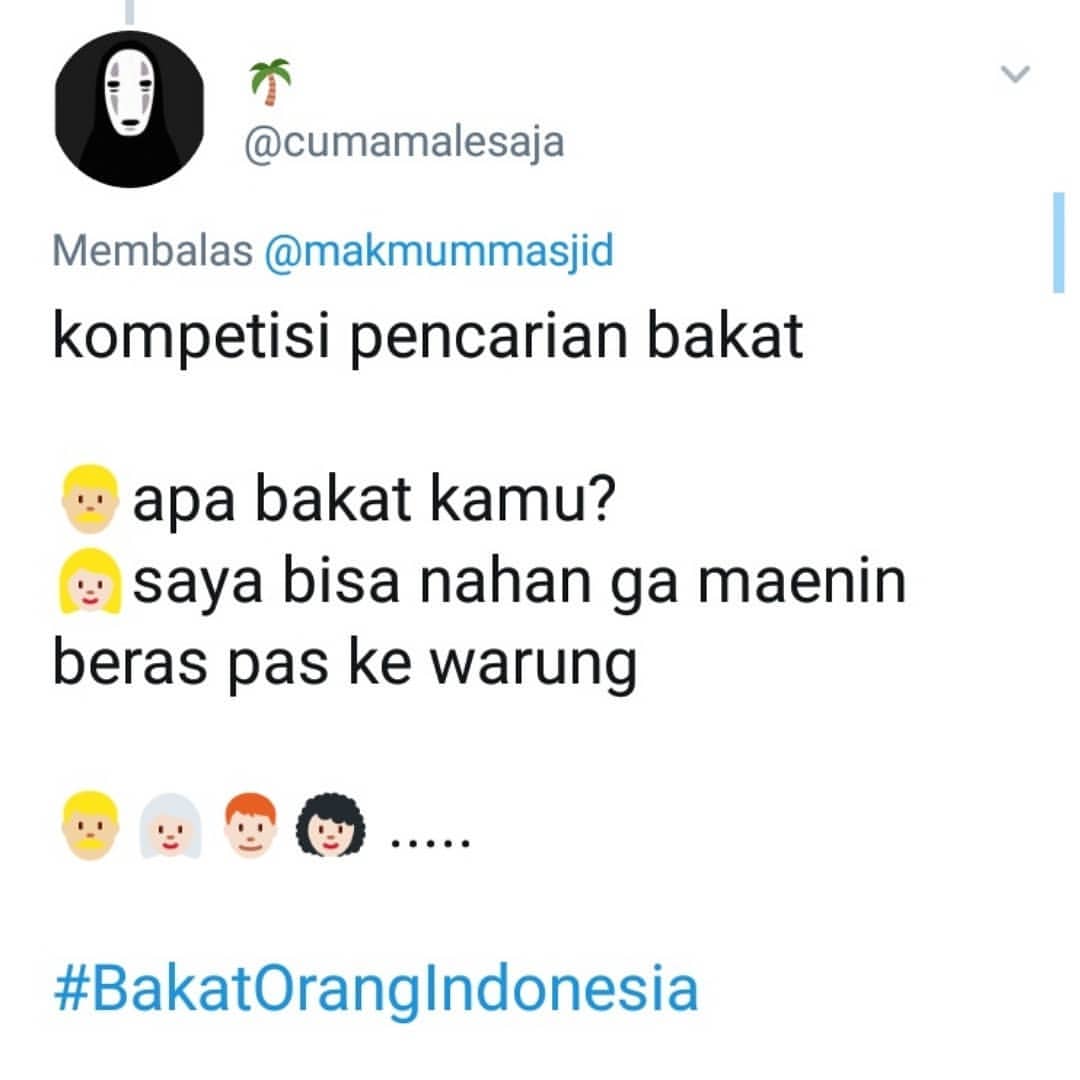 @cumamalesaja
Membalas @makmummasjid
kompetisi pencarian bakat
apa bakat kamu?
saya bisa nahan ga maenin
beras pas ke warung
.....
#BakatOrangIndonesia